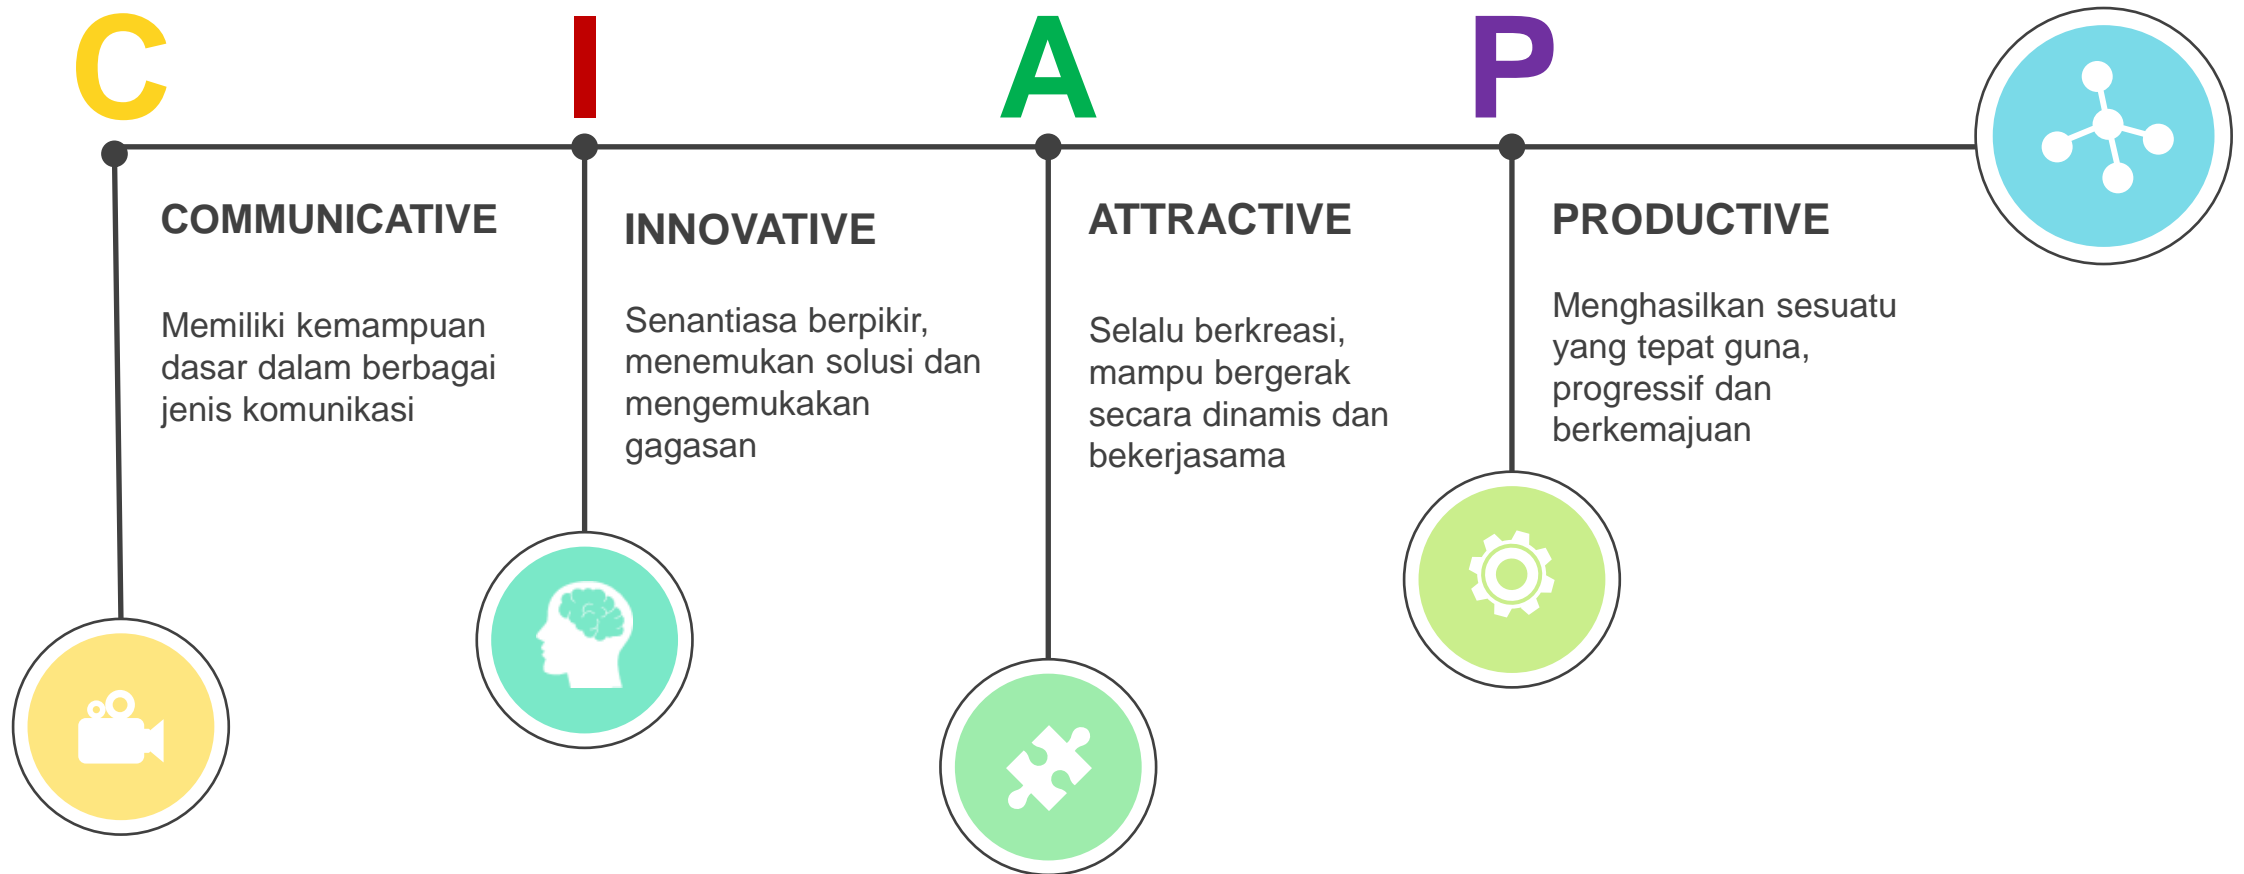 C
I
A
P
COMMUNICATIVE
Memiliki kemampuan
dasar dalam berbagai
jenis komunikasi
INNOVATIVE
Senantiasa berpikir,
menemukan solusi dan
mengemukakan
gagasan
ATTRACTIVE
Selalu berkreasi,
mampu bergerak
secara dinamis dan
bekerjasama
PRODUCTIVE
Menghasilkan sesuatu
yang tepat guna,
progressif dan
berkemajuan